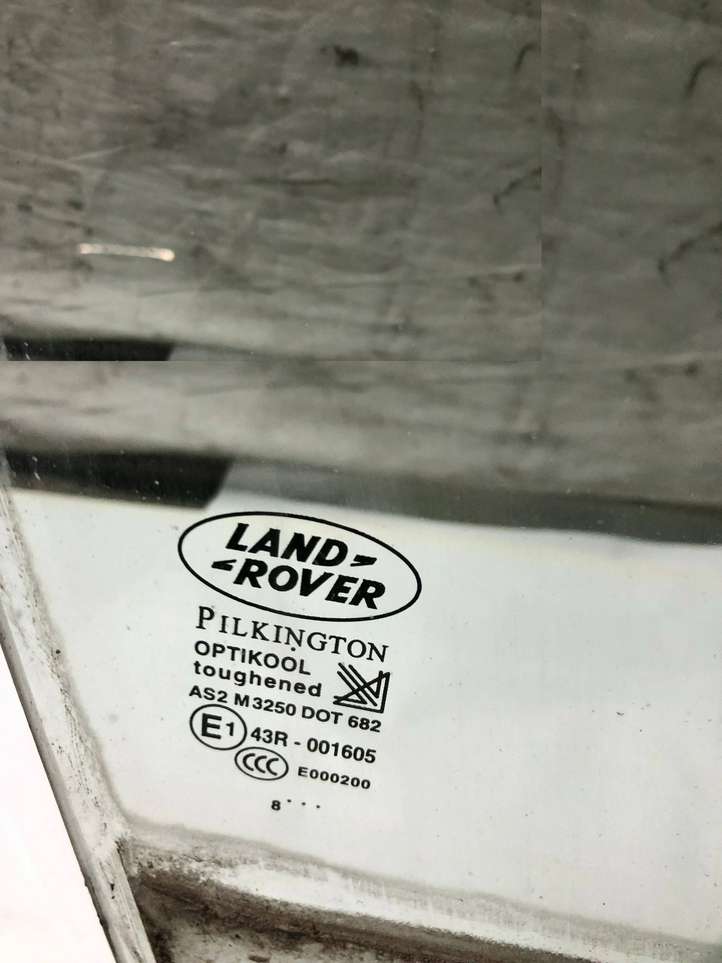 LAND
ROVER
PILKINGTON
OPTIKOOL
toughened
AS2 M3250 DOT 682
E1 43R - 001605
CCC E000200
8 . . .